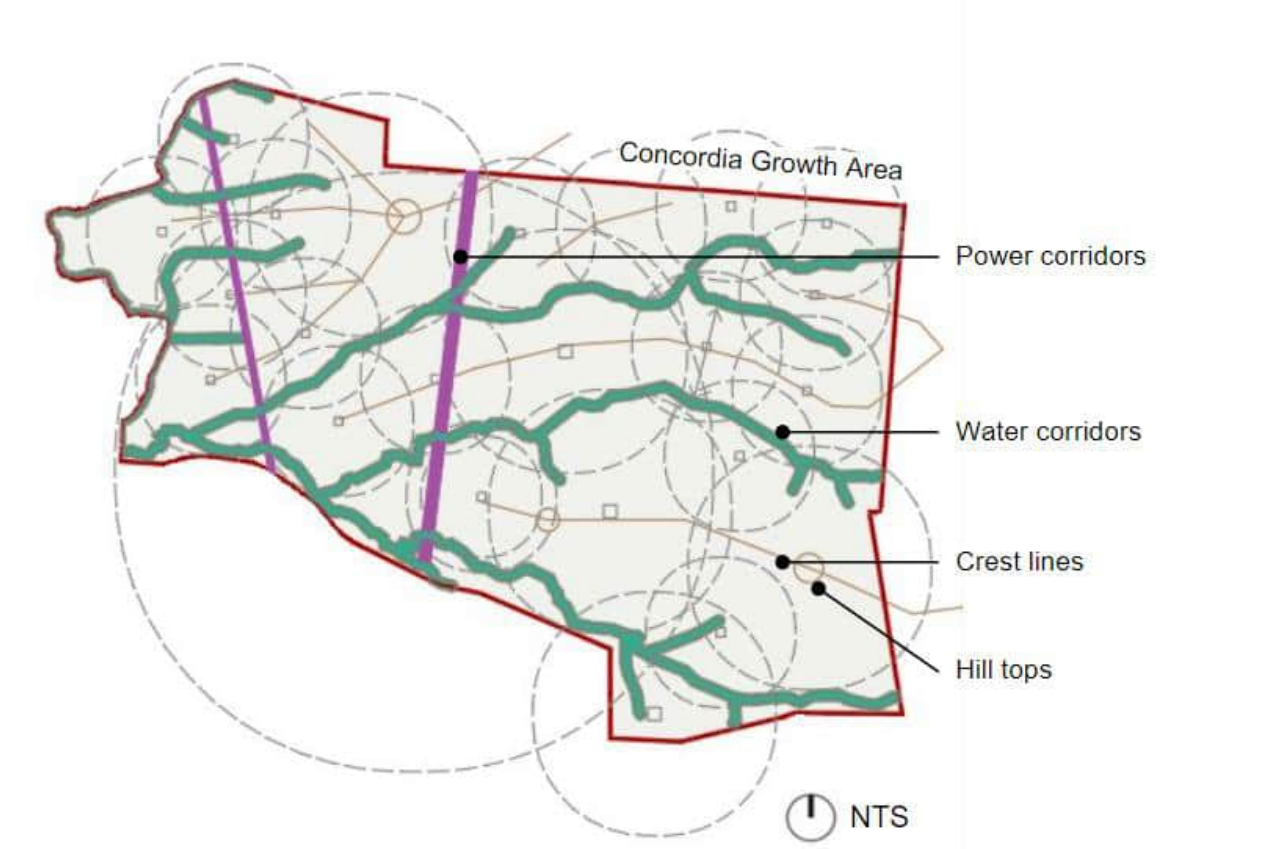 Concordia Growth Area
Power corridors
Water corridors
Crest lines
Hill tops
NTS